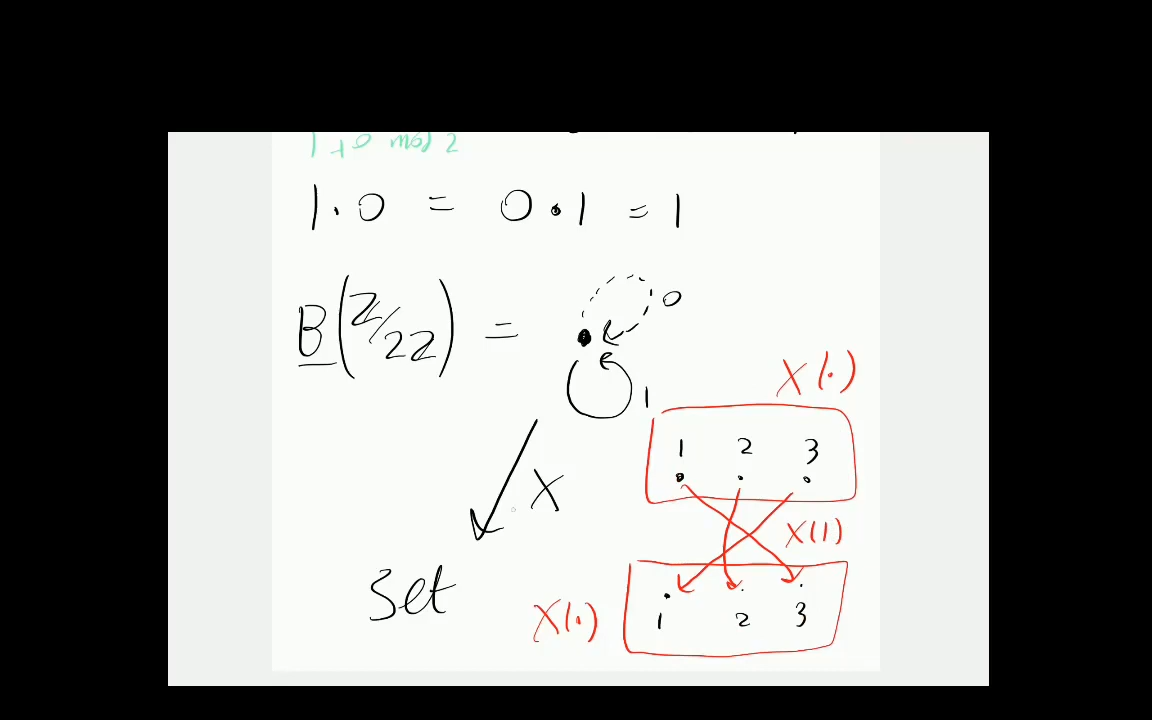 1 · 0 = 0 · 1 = 1
B(Z/2Z) = 0
1
X(·)
1 2 3
X
X(1)
Set
X(·)
1 2 3